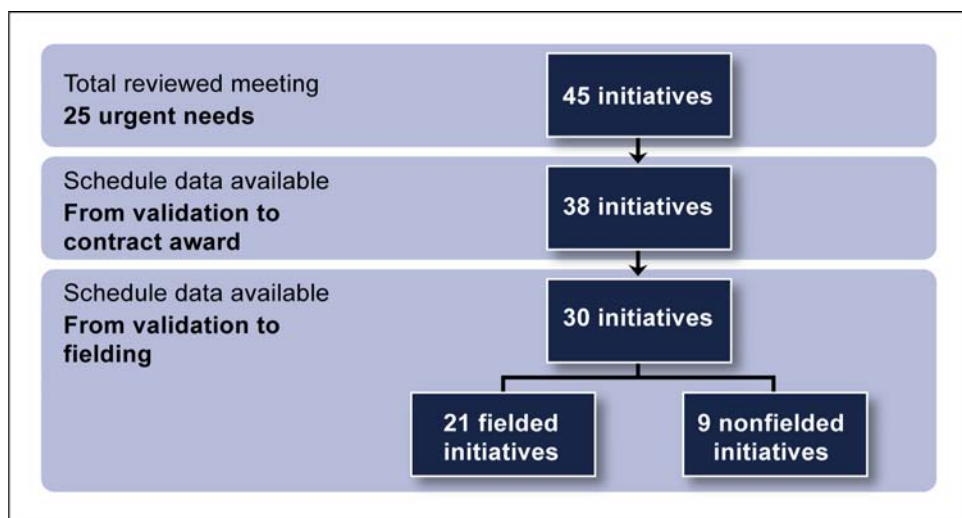 Total reviewed meeting
25 urgent needs
45 initiatives
Schedule data available
From validation to
contract award
38 initiatives
Schedule data available
From validation to
fielding
30 initiatives
21 fielded
initiatives
9 nonfielded
initiatives